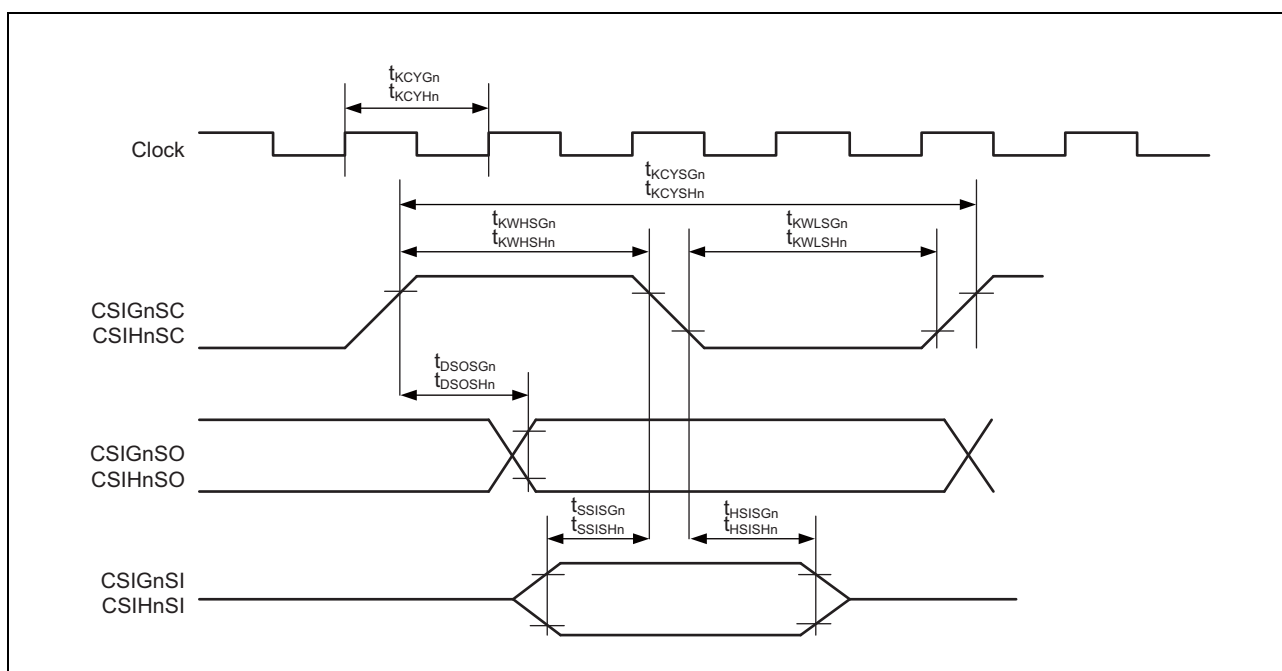 tKCYGn
tKCYHn
Clock
tKCYSGn
tKCYSHn
tKWHSGn
tKWHSHn
tKWLSGn
tKWLSHn
CSIGnSC
CSIHnSC
tDSOSGn
tDSOSHn
CSIGnSO
CSIHnSO
tSSISGn
tSSISHn
tHSISGn
tHSISHn
CSIGnSI
CSIHnSI